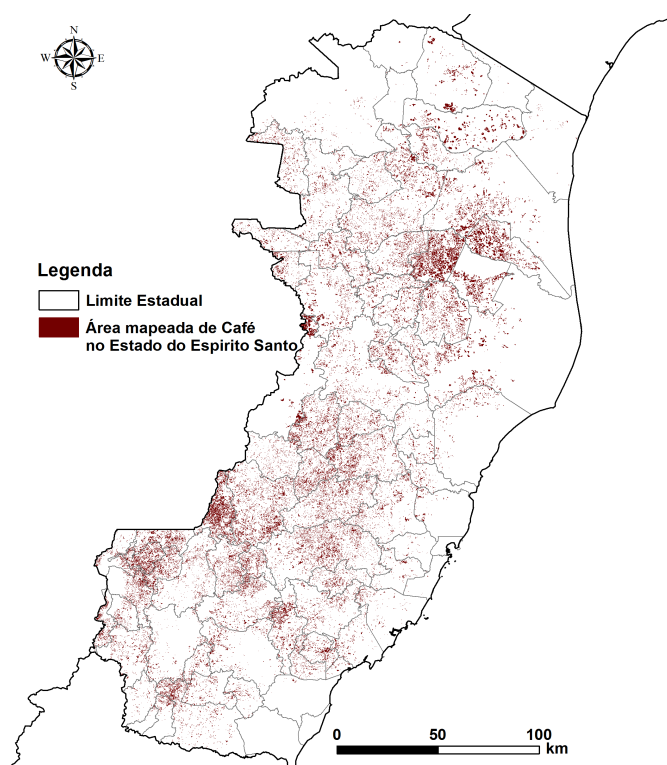 N
W E
S
Legenda
Limite Estadual
Área mapeada de Café
no Estado do Espirito Santo
0 50 100
km